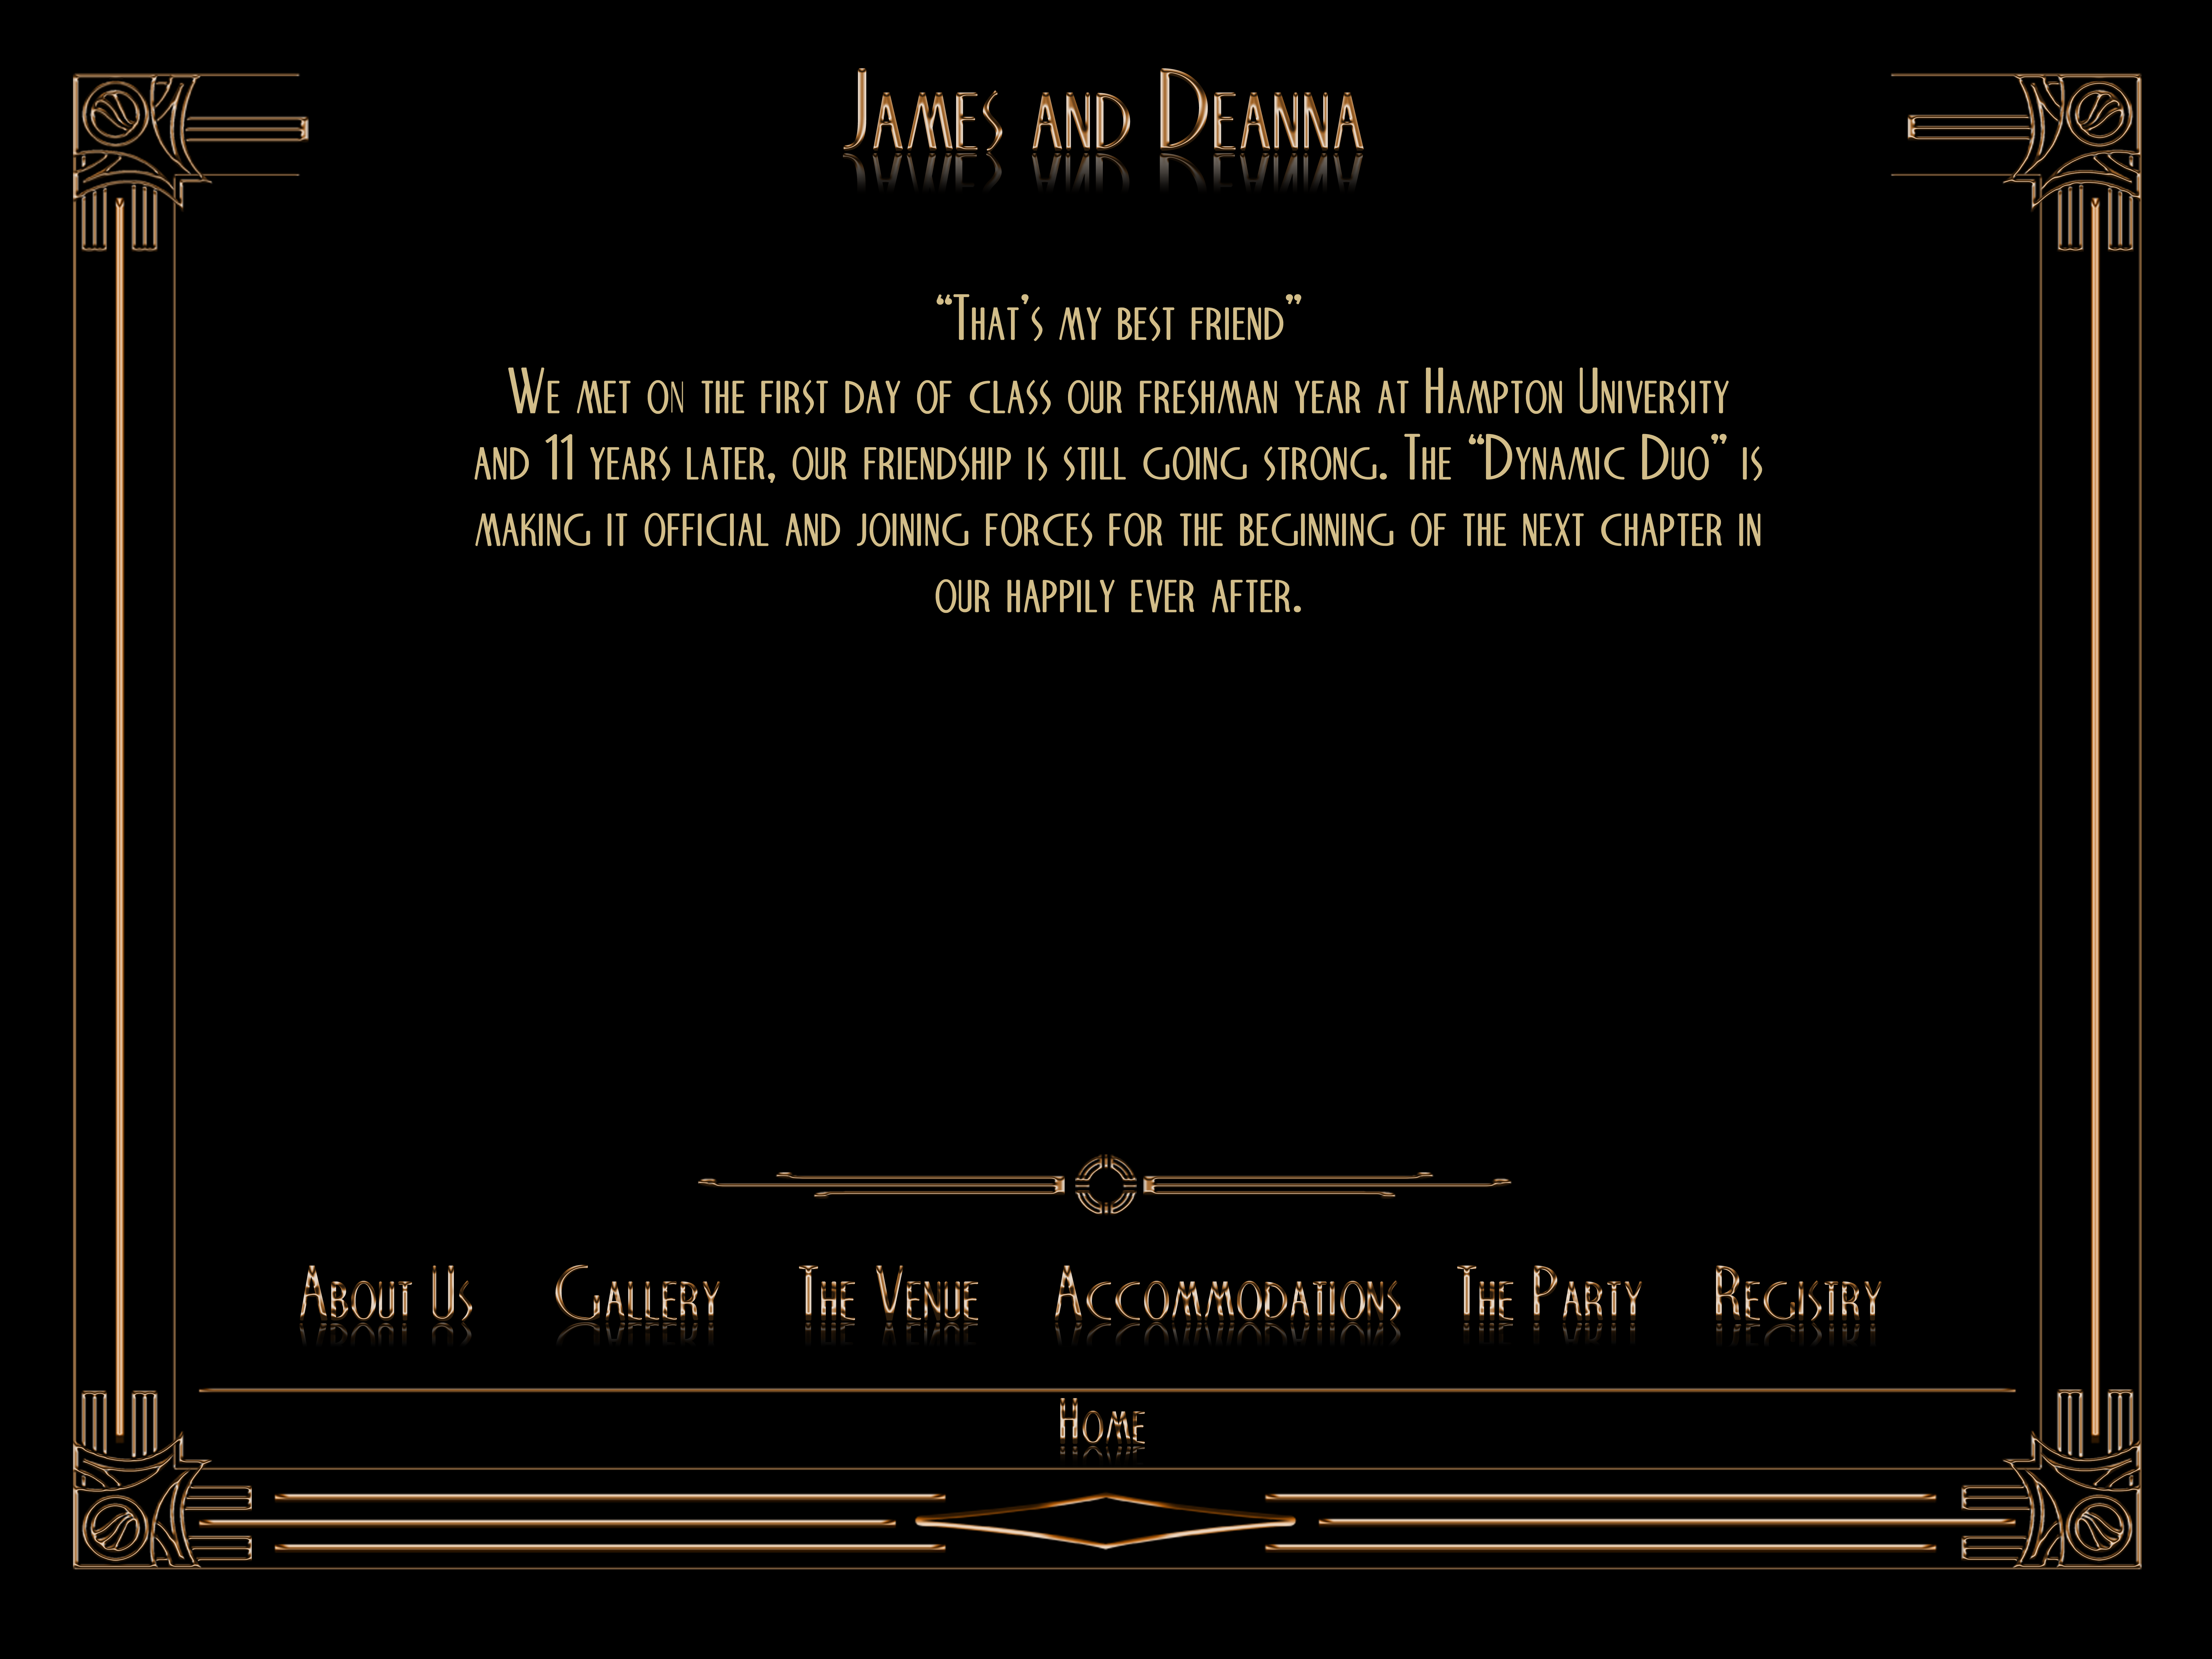 James and Deanna
“That’s my best friend”
We met on the first day of class our freshman year at Hampton University
and 11 years later, our friendship is still going strong. The “Dynamic Duo” is
making it official and joining forces for the beginning of the next chapter in
our happily ever after.
About Us Gallery The Venue Accommodations The Party Registry
Home